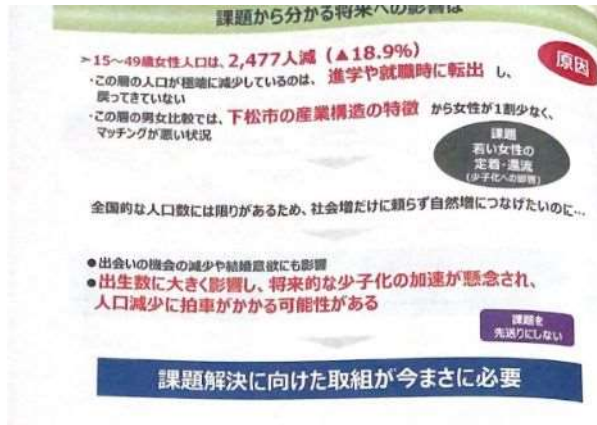 課題から分かる将来への影響は
➢15～49歳女性人口は、2,477人減（▲18.9%）
原因
・この層の人口が極端に減少しているのは、進学や就職時に転出 し、
戻ってきていない
・この層の男女比較では、下松市の産業構造の特徴 から女性が1割少なく、
マッチングが悪い状況
課題
若い女性の
定着・還流
(少子化への影響)
全国的な人口数には限りがあるため、社会増だけに頼らず自然増につなげたいのに…
●出会いの機会の減少や結婚意欲にも影響
●出生数に大きく影響し、将来的な少子化の加速が懸念され、
人口減少に拍車がかかる可能性がある
課題を
先送りにしない
課題解決に向けた取組が今まさに必要